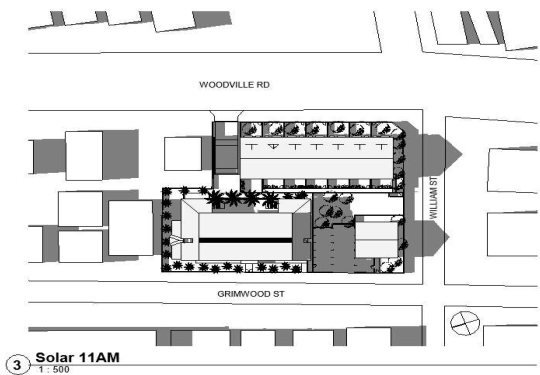 WOODVILLE RD
WILLIAM ST
GRIMWOOD ST
3 Solar 11AM
1 : 500